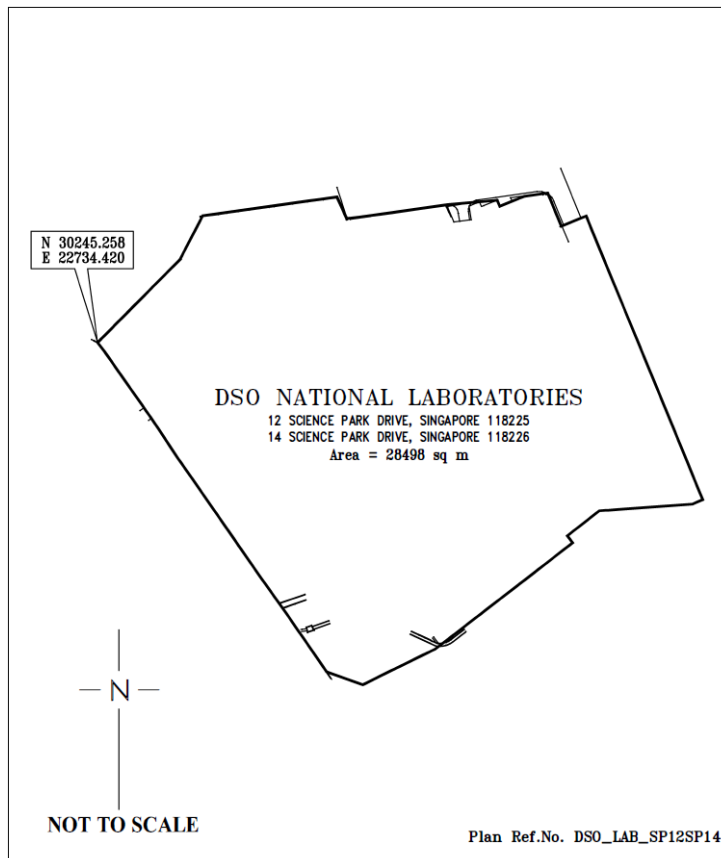 N 30245.258
E 22734.420
DSO NATIONAL LABORATORIES
12 SCIENCE PARK DRIVE, SINGAPORE 118225
14 SCIENCE PARK DRIVE, SINGAPORE 118226
Area = 28498 sq m
N
NOT TO SCALE
Plan Ref.No. DSO_LAB_SP12SP14